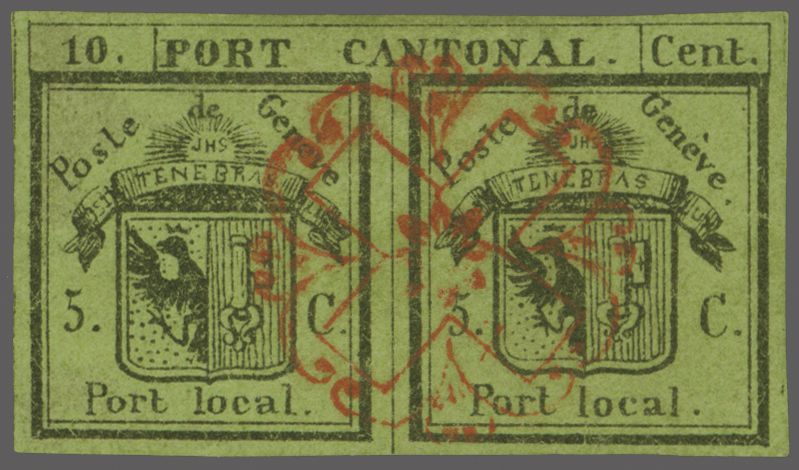 10. PORT CANTONAL. Cent.
Poste de Genève
JHS
TENEBRAS
5. C.
Port local.
Poste de Genève.
JHS
TENEBRAS
5. C.
Port local.